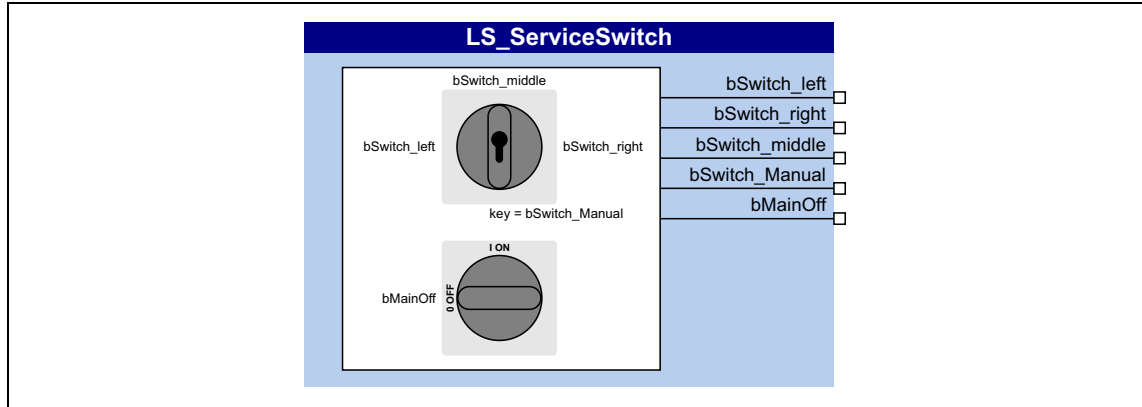 LS_ServiceSwitch
bSwitch_middle
bSwitch_left
bSwitch_right
key = bSwitch_Manual
I ON
0 OFF
bMainOff
bSwitch_left
bSwitch_right
bSwitch_middle
bSwitch_Manual
bMainOff